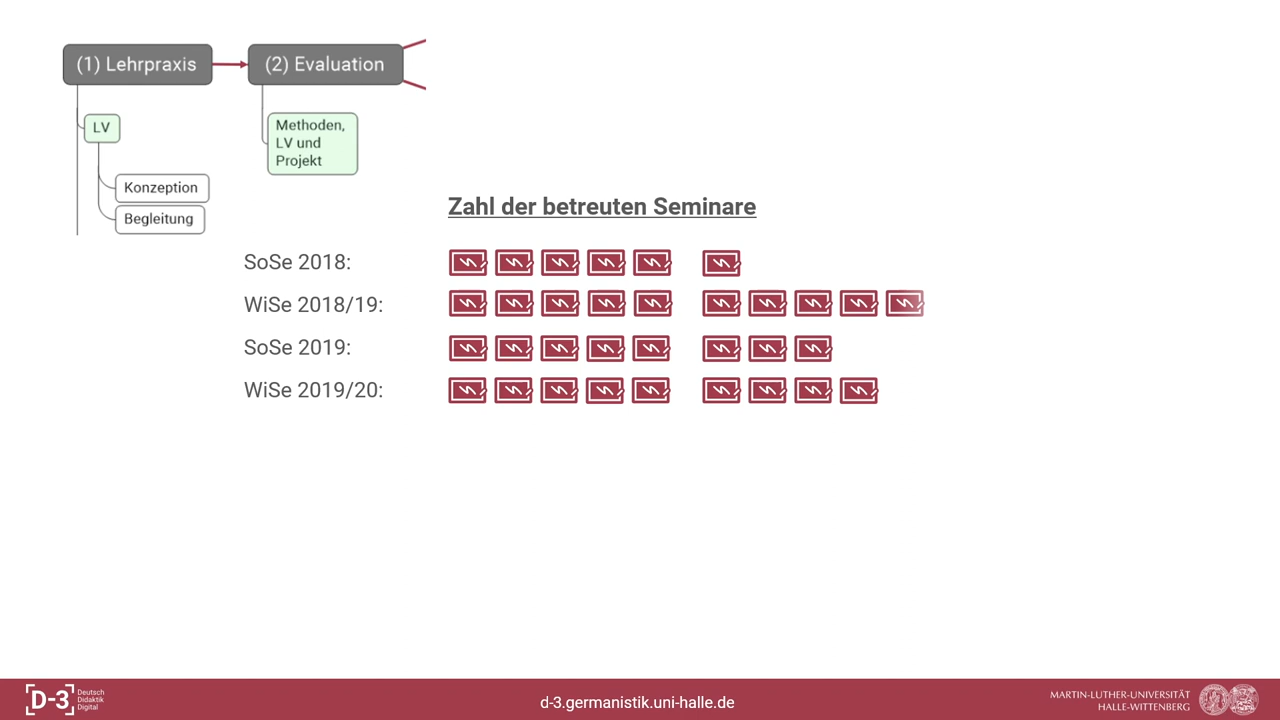 (1) Lehrpraxis
(2) Evaluation
LV
Konzeption
Begleitung
Methoden,
LV und
Projekt
Zahl der betreuten Seminare
SoSe 2018:
WiSe 2018/19:
SoSe 2019:
WiSe 2019/20:
[D-3]
Deutsch
Didaktik
Digital
d-3.germanistik.uni-halle.de
MARTIN-LUTHER-UNIVERSITÄT
HALLE-WITTENBERG